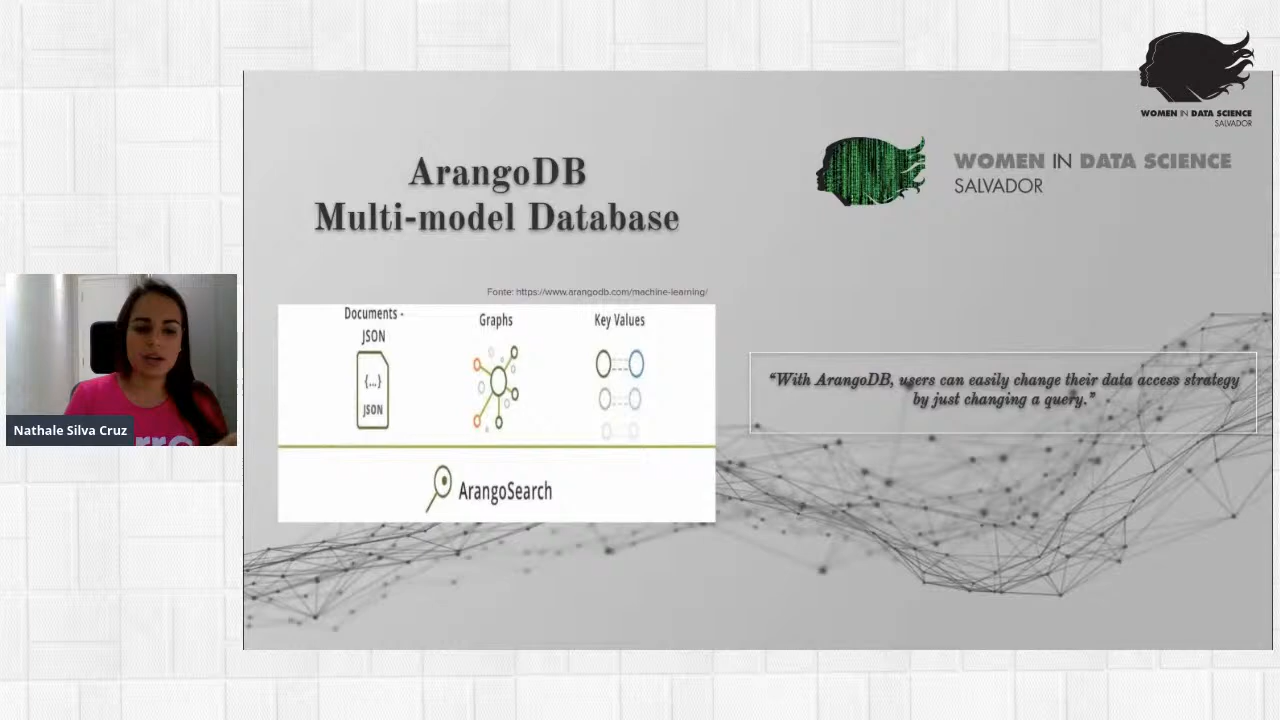 WOMEN IN DATA SCIENCE
SALVADOR
ArangoDB
Multi-model Database
WOMEN IN DATA SCIENCE
SALVADOR
Fonte: https://www.arangodb.com/machine-learning/
Documents -
JSON
Graphs
Key Values
{...}
JSON
ArangoSearch
“With ArangoDB, users can easily change their data access strategy
by just changing a query.”
Nathale Silva Cruz